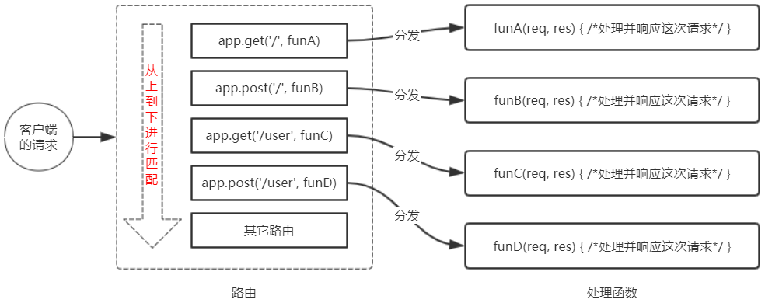 客户端
的请求
从上到下进行匹配
app.get('/', funA)
app.post('/', funB)
app.get('/user', funC)
app.post('/user', funD)
其它路由
路由
分发
分发
分发
分发
funA(req, res) { /*处理并响应这次请求*/ }
funB(req, res) { /*处理并响应这次请求*/ }
funC(req, res) { /*处理并响应这次请求*/ }
funD(req, res) { /*处理并响应这次请求*/ }
处理函数